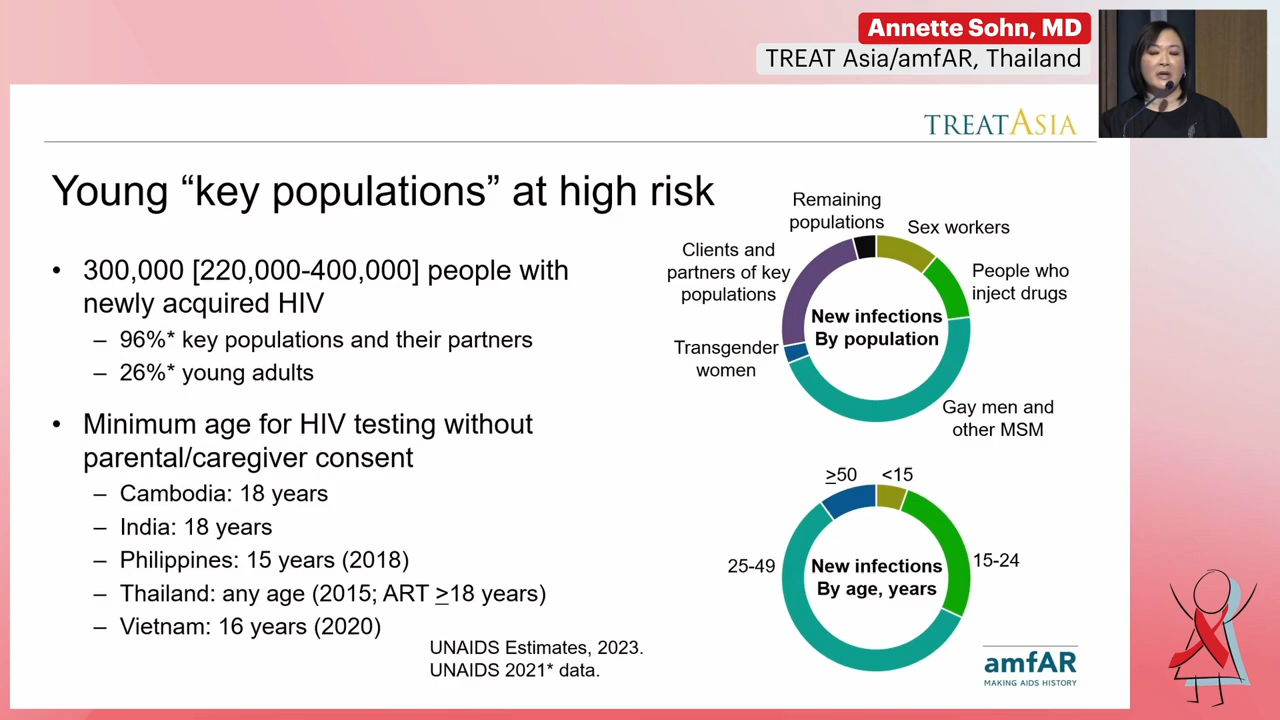 Annette Sohn, MD
TREAT Asia/amfAR, Thailand
TREATASIA
Young “key populations” at high risk
• 300,000 [220,000-400,000] people with
newly acquired HIV
– 96%* key populations and their partners
– 26%* young adults
• Minimum age for HIV testing without
parental/caregiver consent
– Cambodia: 18 years
– India: 18 years
– Philippines: 15 years (2018)
– Thailand: any age (2015; ART ≥18 years)
– Vietnam: 16 years (2020)
UNAIDS Estimates, 2023.
UNAIDS 2021* data.
Remaining
populations
Sex workers
Clients and
partners of key
populations
People who
inject drugs
New infections
By population
Transgender
women
Gay men and
other MSM
≥50
<15
25-49
15-24
New infections
By age, years
amfAR
MAKING AIDS HISTORY